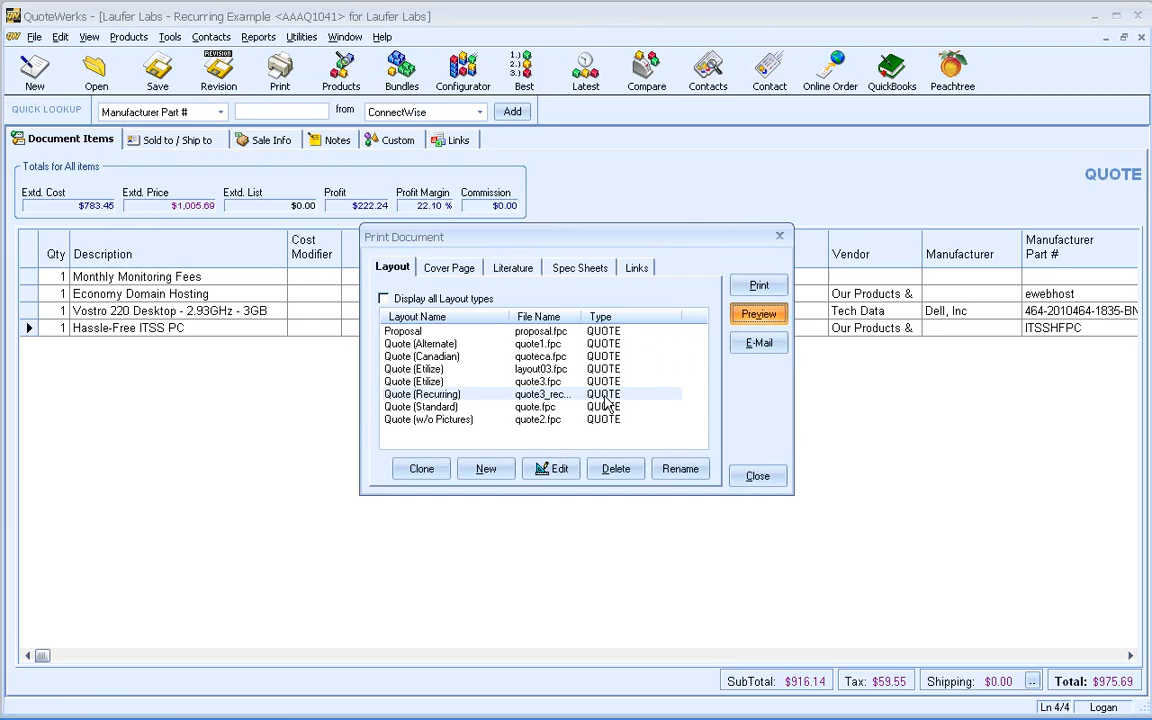 QuoteWerks - [Laufer Labs - Recurring Example <AAAQ1041> for Laufer Labs]
File Edit View Products Tools Contacts Reports Utilities Window Help
REVISION 1.) 2.) 3.)
New Open Save Revision Print Products Bundles Configurator Best Latest Compare Contacts Contact Online Order QuickBooks Peachtree
QUICK LOOKUP Manufacturer Part # from ConnectWise Add
Document Items Sold to / Ship to Sale Info Notes Custom Links
Totals for All items
QUOTE
Extd. Cost Extd. Price Extd. List Profit Profit Margin Commission
$783.45 $1,005.69 $0.00 $222.24 22.10 % $0.00
Qty Description Cost Modifier Vendor Manufacturer Manufacturer Part #
1 Monthly Monitoring Fees
1 Economy Domain Hosting Our Products & ewebhost
1 Vostro 220 Desktop - 2.93GHz - 3GB Tech Data Dell, Inc 464-2010464-1835-BN
1 Hassle-Free ITSS PC Our Products & ITSSHFPC
Print Document
Layout Cover Page Literature Spec Sheets Links
Display all Layout types
Layout Name File Name Type
Proposal proposal.fpc QUOTE
Quote (Alternate) quote1.fpc QUOTE
Quote (Canadian) quoteca.fpc QUOTE
Quote (Etilize) layout03.fpc QUOTE
Quote (Etilize) quote3.fpc QUOTE
Quote (Recurring) quote3_rec... QUOTE
Quote (Standard) quote.fpc QUOTE
Quote (w/o Pictures) quote2.fpc QUOTE
Print
Preview
E-Mail
Clone New Edit Delete Rename
Close
SubTotal: $916.14 Tax: $59.55 Shipping: $0.00 .. Total: $975.69
Ln 4/4 Logan